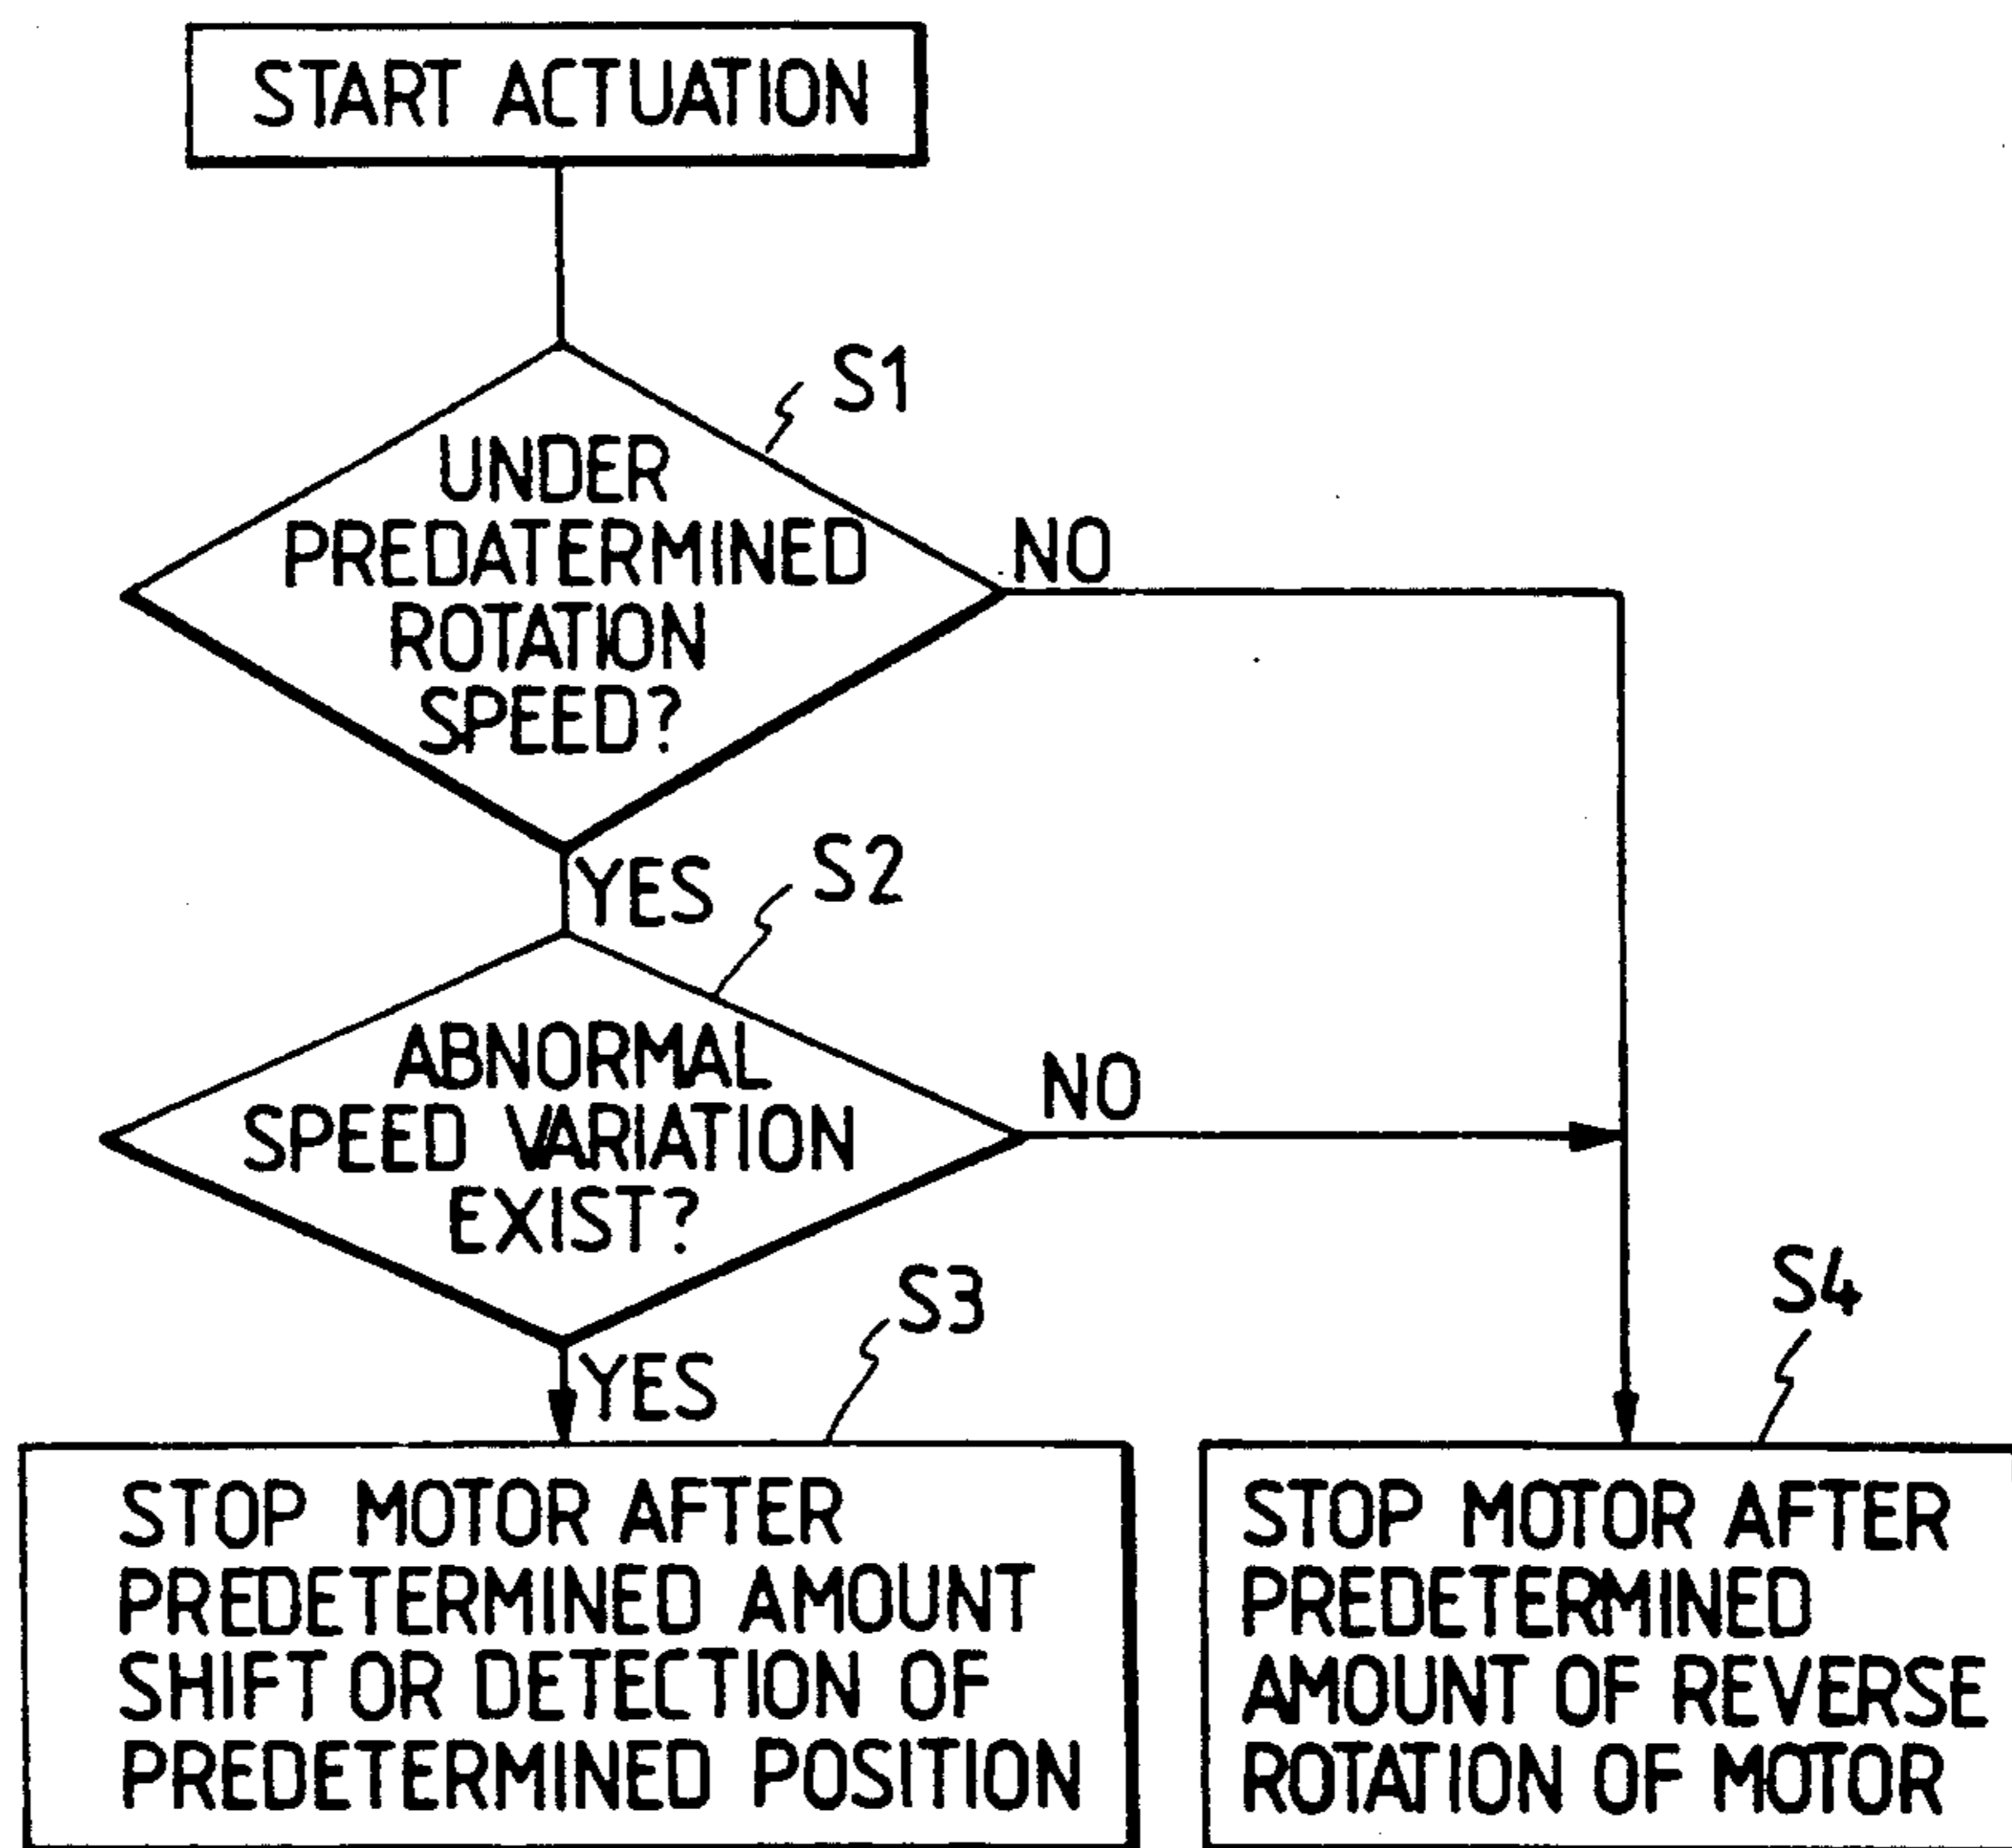 START ACTUATION
S1
UNDER
PREDATERMINED
ROTATION
SPEED?
NO
YES
S2
ABNORMAL
SPEED VARIATION
EXIST?
NO
YES
S3
STOP MOTOR AFTER
PREDETERMINED AMOUNT
SHIFT OR DETECTION OF
PREDETERMINED POSITION
S4
STOP MOTOR AFTER
PREDETERMINED
AMOUNT OF REVERSE
ROTATION OF MOTOR